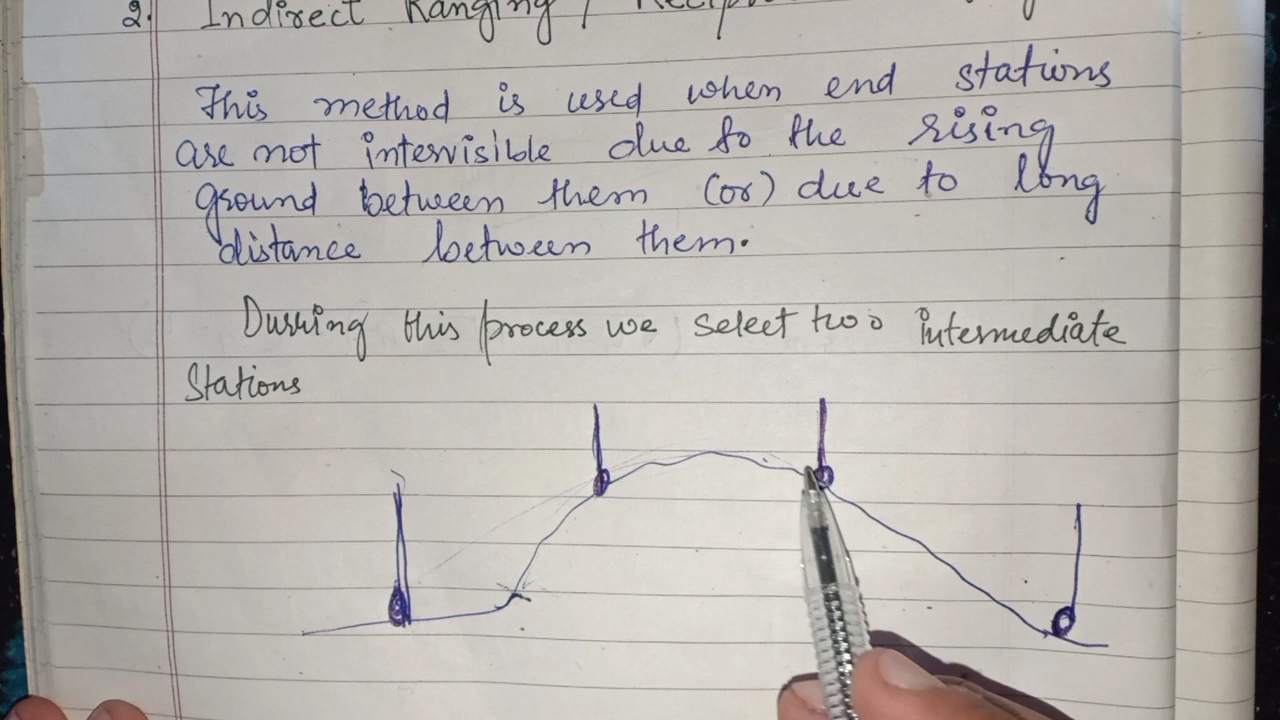 2. Indirect Ranging /
This method is used when end stations
are not intervisible due to the rising
ground between them (or) due to long
distance between them.
Durring this process we select two intermediate
Stations